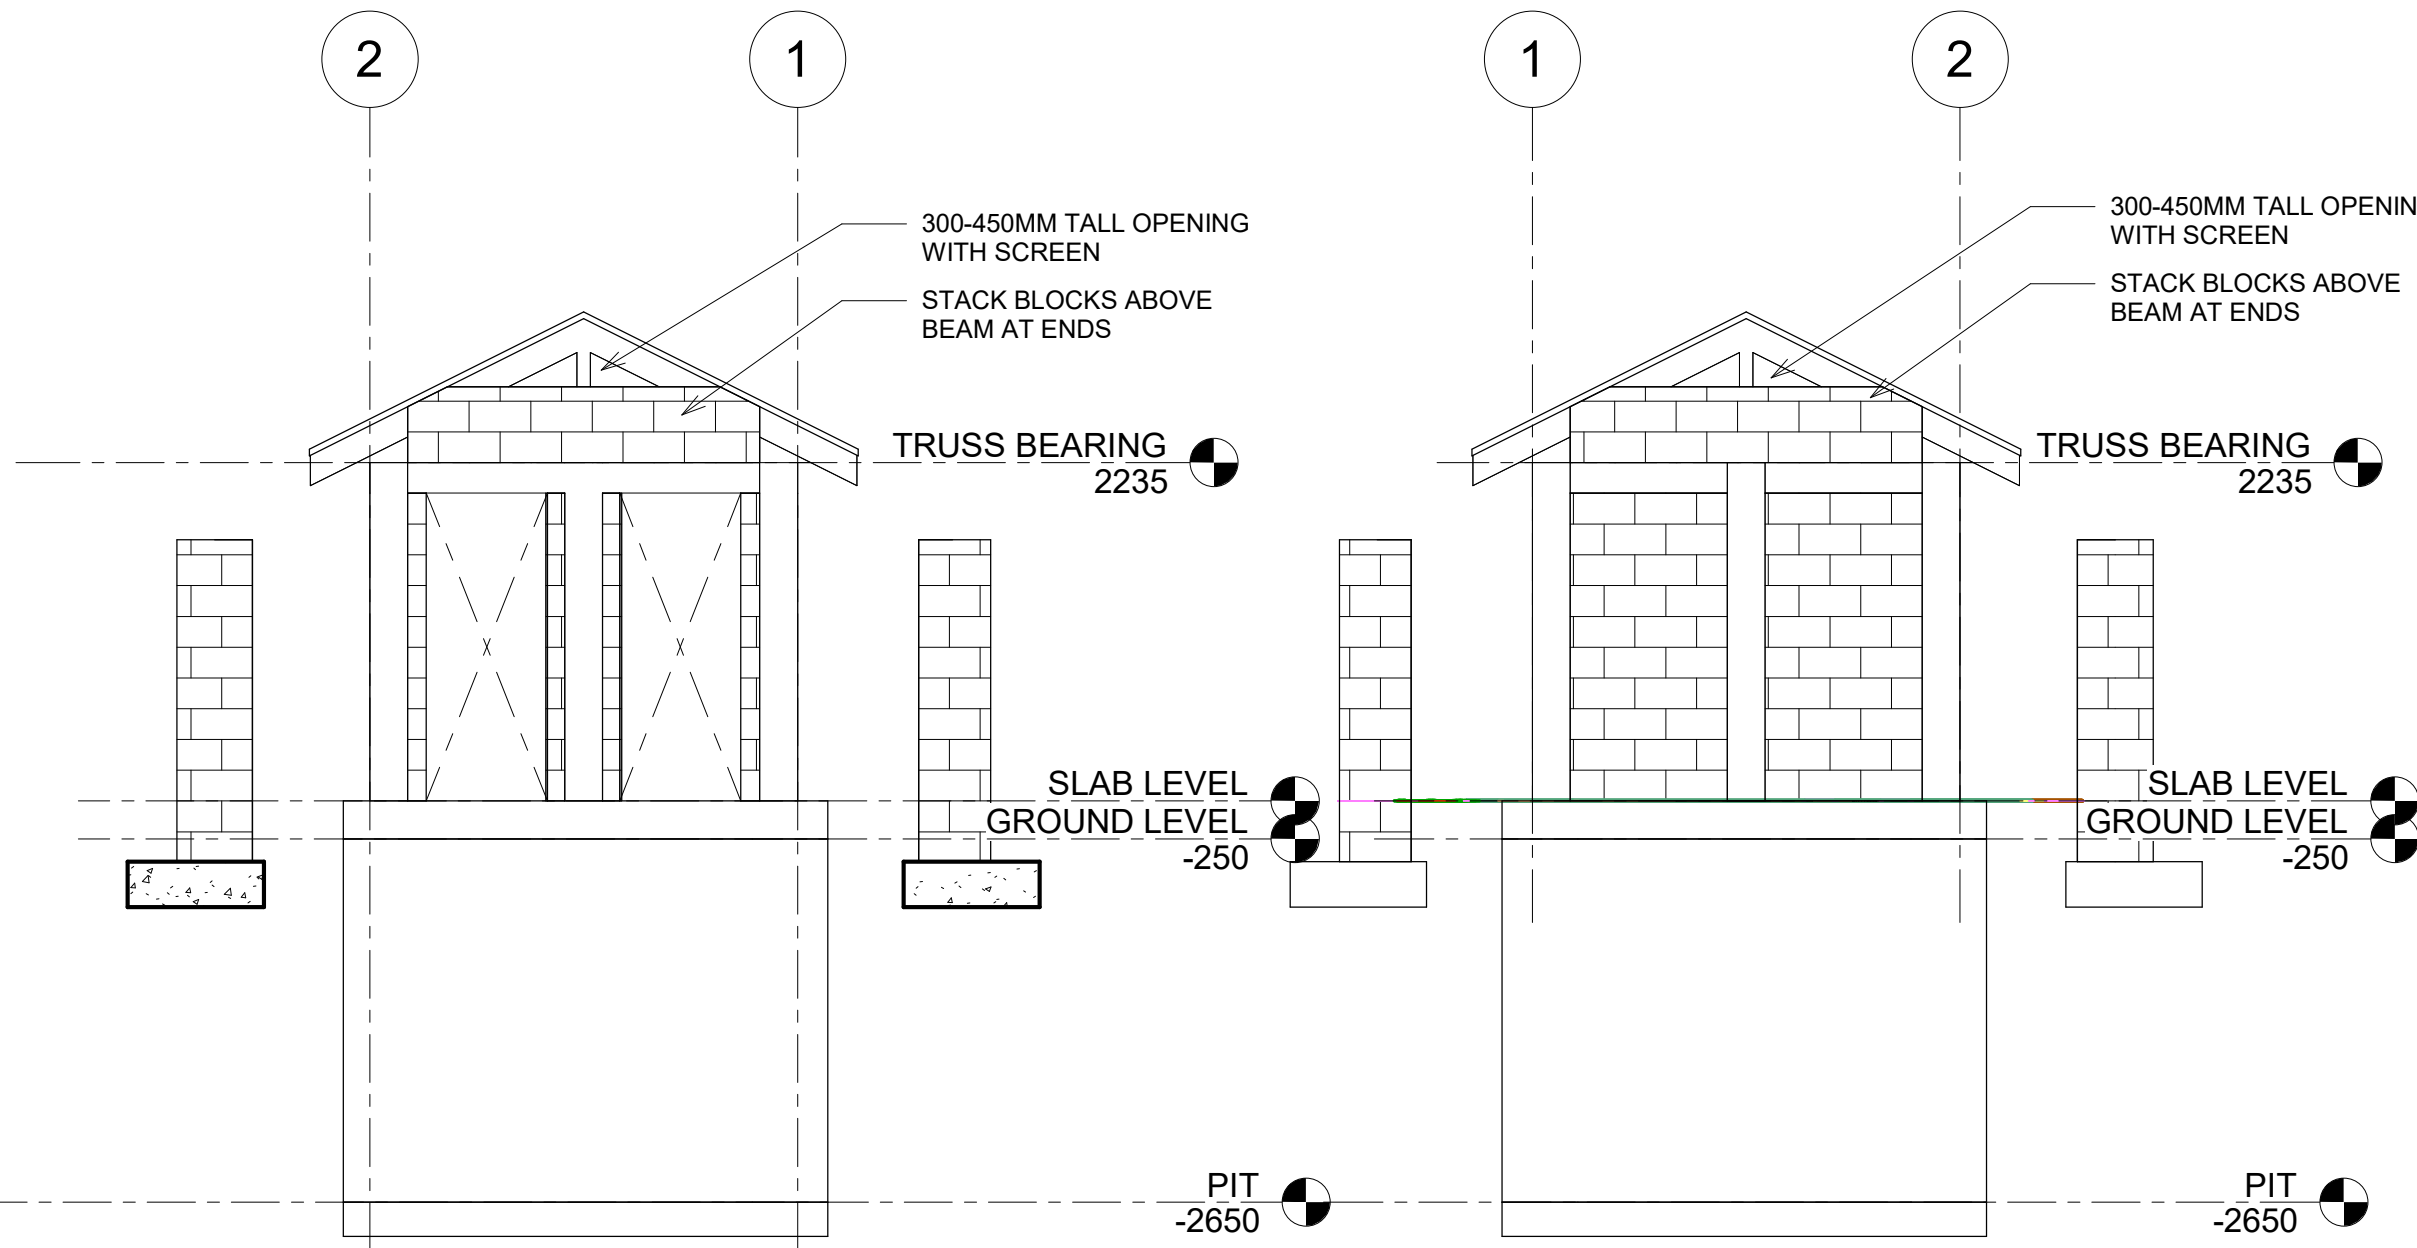 2
1
1
2
300-450MM TALL OPENING
WITH SCREEN
STACK BLOCKS ABOVE
BEAM AT ENDS
TRUSS BEARING
2235
SLAB LEVEL
GROUND LEVEL
-250
PIT
-2650
300-450MM TALL OPENIN
WITH SCREEN
STACK BLOCKS ABOVE
BEAM AT ENDS
TRUSS BEARING
2235
SLAB LEVEL
GROUND LEVEL
-250
PIT
-2650